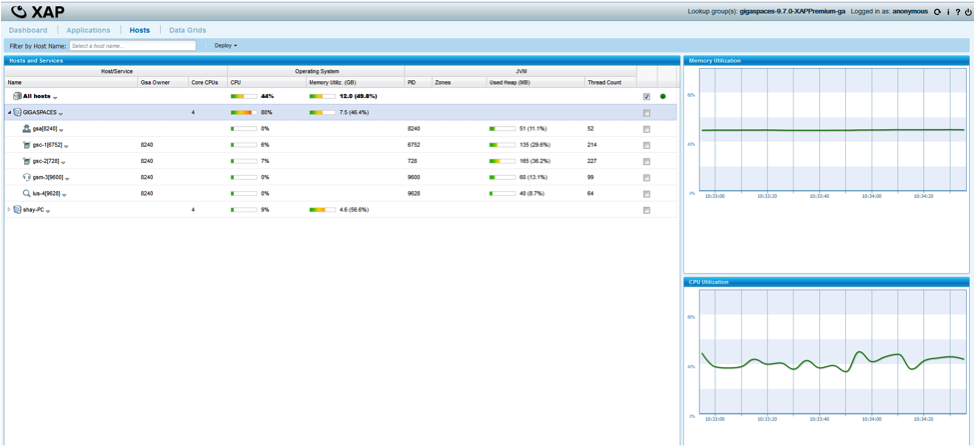 XAP
Lookup group(s): gigaspaces-9.7.0-XAPPremium-ga Logged in as: anonymous
Dashboard Applications Hosts Data Grids
Filter by Host Name: Select a host name... Deploy
Hosts and Services
Host/Service Operating System JVM
Name Gsa Owner Core CPUs CPU Memory Utiliz. (GB) PID Zones Used Heap (MB) Thread Count
All hosts 44% 12.0 (49.8%)
GIGASPACES 4 80% 7.5 (46.4%)
gsa[8240] 0% 8240 51 (11.1%) 52
gsc-1[6752] 8240 6% 6752 135 (29.6%) 214
gsc-2[728] 8240 7% 728 165 (36.2%) 227
gsm-3[9600] 8240 0% 9600 60 (13.1%) 99
lus-4[9628] 8240 0% 9628 40 (8.7%) 64
shay-PC 4 9% 4.6 (56.6%)
Memory Utilization
80%
40%
0%
10:33:00 10:33:20 10:33:40 10:34:00 10:34:20
CPU Utilization
80%
40%
0%
10:33:00 10:33:20 10:33:40 10:34:00 10:34:20